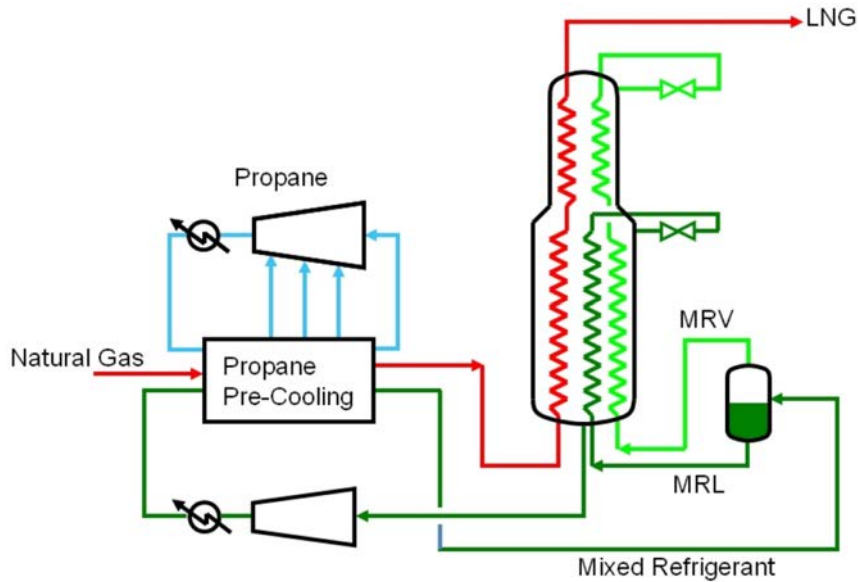 LNG
Propane
MRV
Natural Gas
Propane
Pre-Cooling
MRL
Mixed Refrigerant